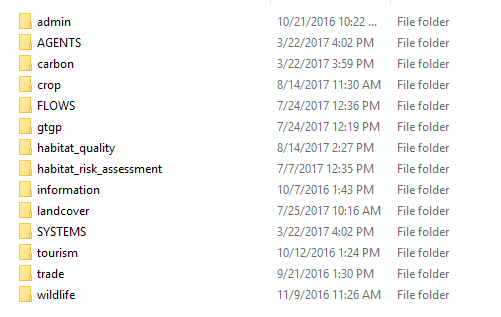 admin 10/21/2016 10:22 ... File folder
AGENTS 3/22/2017 4:02 PM File folder
carbon 3/22/2017 3:59 PM File folder
crop 8/14/2017 11:30 AM File folder
FLOWS 7/24/2017 12:36 PM File folder
gtgp 7/24/2017 12:19 PM File folder
habitat_quality 8/14/2017 2:27 PM File folder
habitat_risk_assessment 7/7/2017 12:35 PM File folder
information 10/7/2016 1:43 PM File folder
landcover 7/25/2017 10:16 AM File folder
SYSTEMS 3/22/2017 4:02 PM File folder
tourism 10/12/2016 1:24 PM File folder
trade 9/21/2016 1:30 PM File folder
wildlife 11/9/2016 11:26 AM File folder